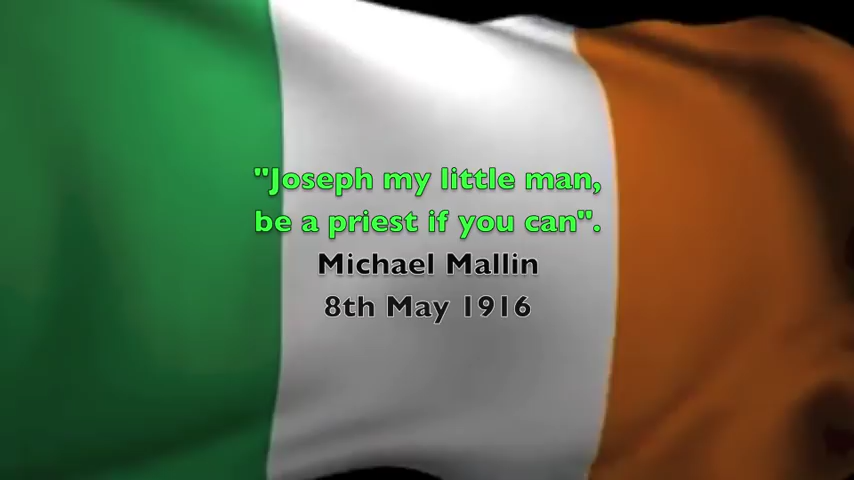 "Joseph my little man,
be a priest if you can".
Michael Mallin
8th May 1916